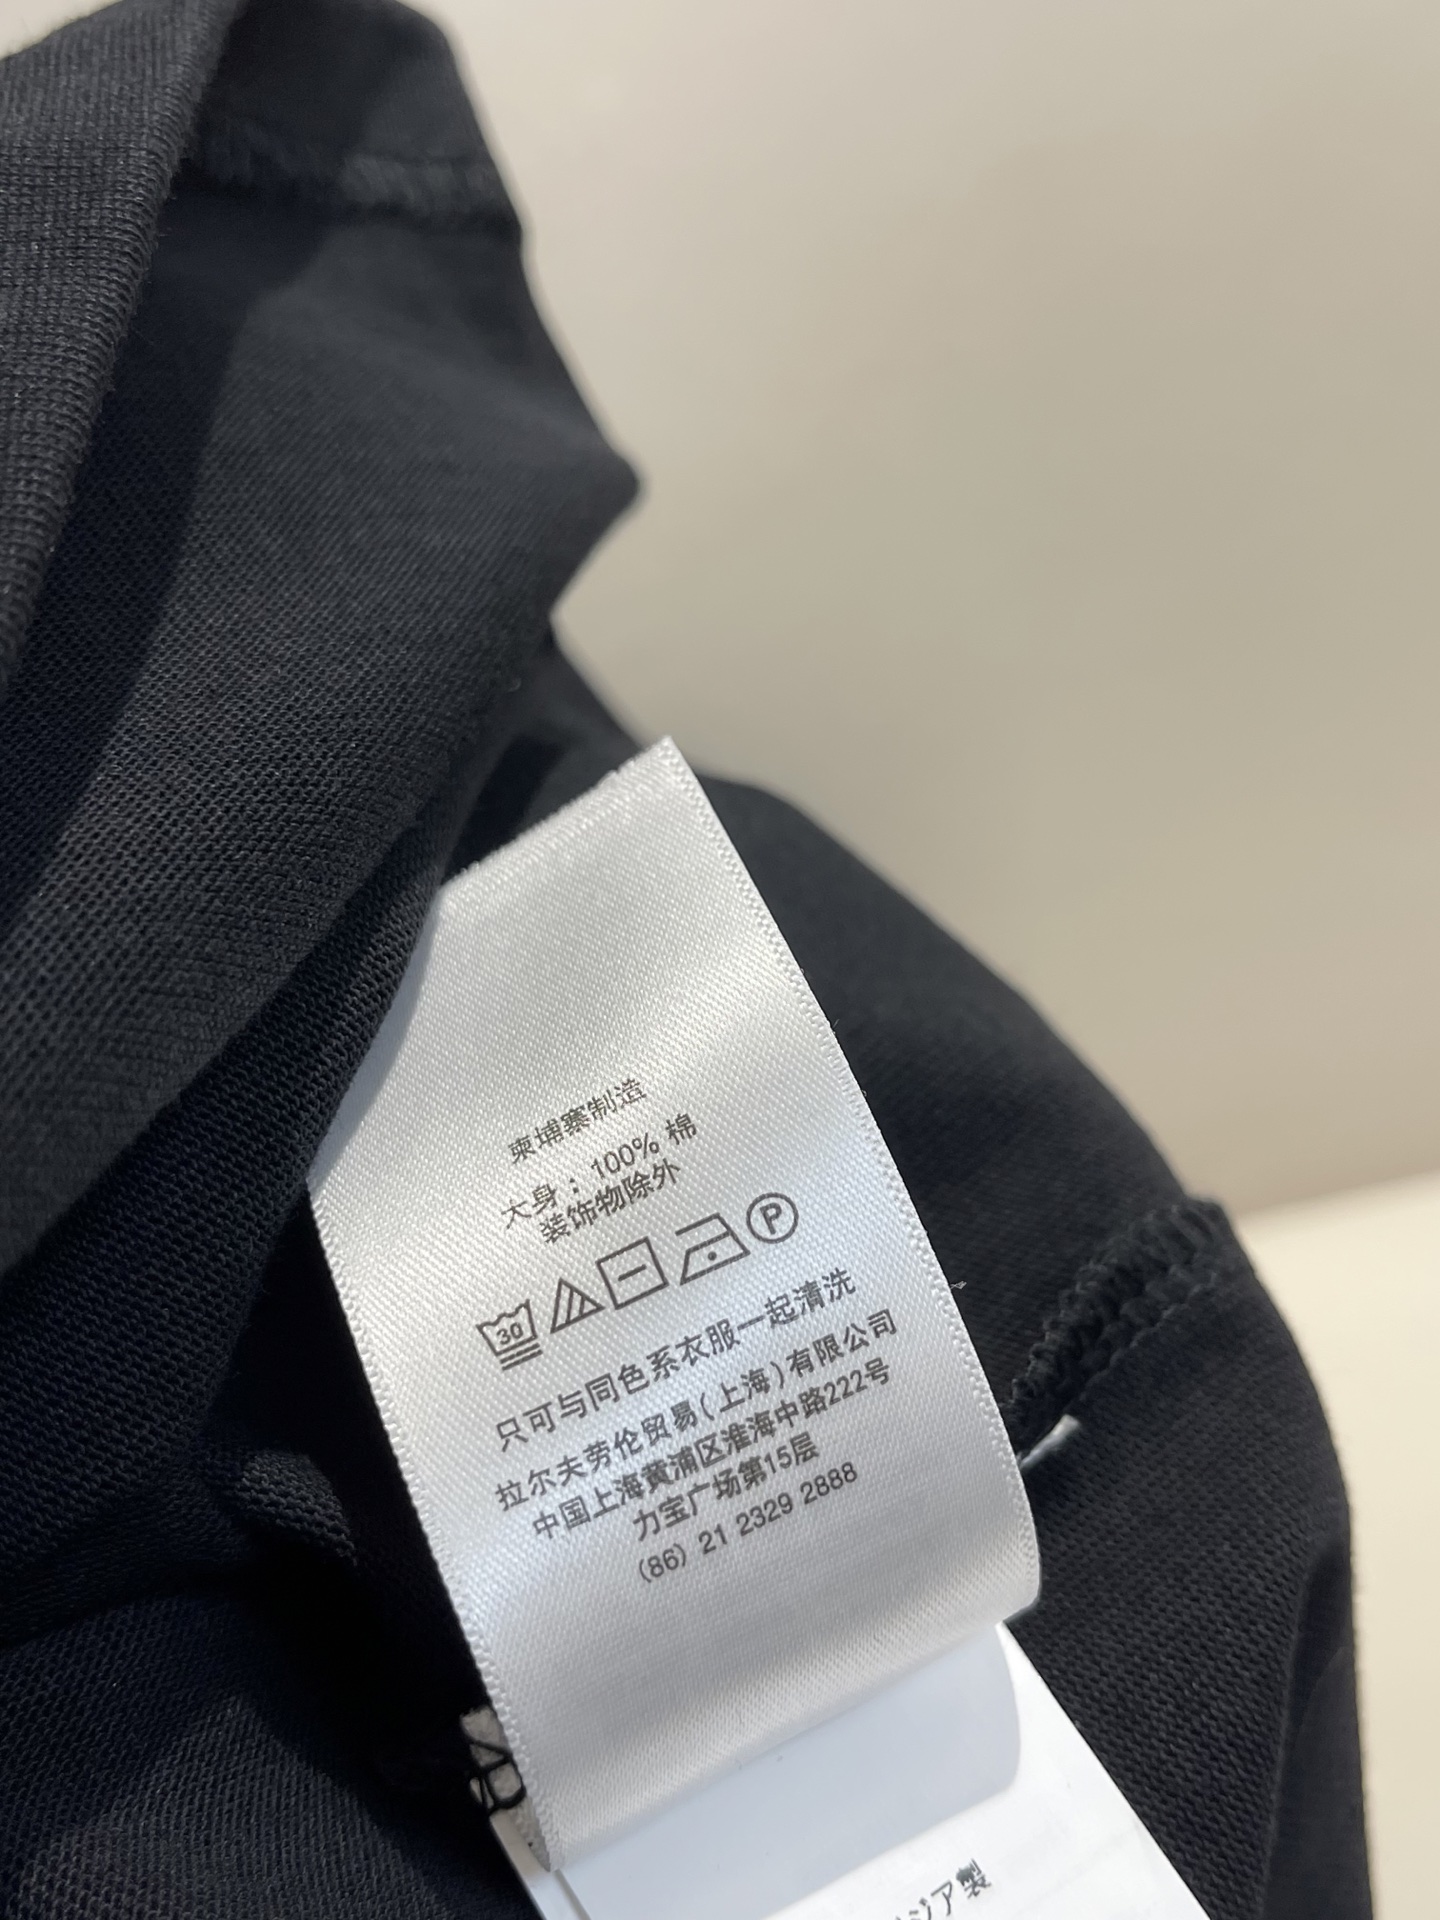 柬埔寨制造
大身：100% 棉
装饰物除外
30
P
只可与同色系衣服一起清洗
拉尔夫劳伦贸易(上海)有限公司
中国上海黄浦区淮海中路222号
力宝广场第15层
(86) 21 2329 2888
ジア製